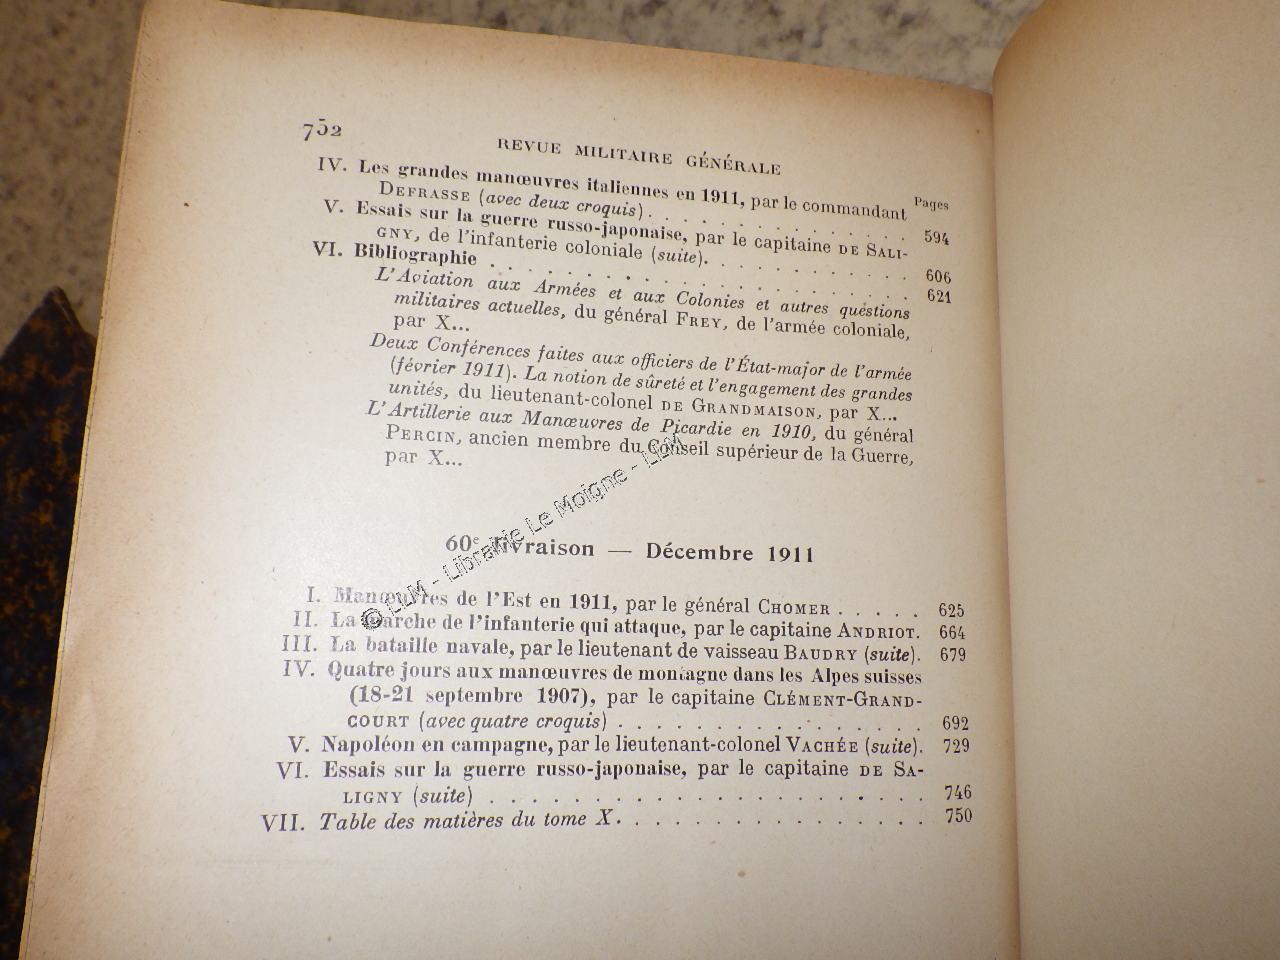 752
REVUE MILITAIRE GÉNÉRALE
Pages
IV. Les grandes manœuvres italiennes en 1911, par le commandant
DEFRASSE (avec deux croquis). . . . . . . . . . . . 594
V. Essais sur la guerre russo-japonaise, par le capitaine DE SALI-
GNY, de l'infanterie coloniale (suite). . . . . . . . . 606
VI. Bibliographie . . . . . . . . . . . . . . . . 621
L'Aviation aux Armées et aux Colonies et autres questions
militaires actuelles, du général FREY, de l'armée coloniale,
par X...
Deux Conférences faites aux officiers de l'État-major de l'armée
(février 1911). La notion de sûreté et l'engagement des grandes
unités, du lieutenant-colonel DE GRANDMAISON, par X...
L'Artillerie aux Manœuvres de Picardie en 1910, du général
PERCIN, ancien membre du Conseil supérieur de la Guerre,
par X...
© LLM - Librairie Le Moigne - LLM
60e livraison — Décembre 1911
I. Manœuvres de l'Est en 1911, par le général CHOMER . . . . . 625
II. La marche de l'infanterie qui attaque, par le capitaine ANDRIOT. 664
III. La bataille navale, par le lieutenant de vaisseau BAUDRY (suite). 679
IV. Quatre jours aux manœuvres de montagne dans les Alpes suisses
(18-21 septembre 1907), par le capitaine CLÉMENT-GRAND-
COURT (avec quatre croquis) . . . . . . . . . . . . 692
V. Napoléon en campagne, par le lieutenant-colonel VACHÉE (suite). 729
VI. Essais sur la guerre russo-japonaise, par le capitaine DE SA-
LIGNY (suite) . . . . . . . . . . . . . . . . . 746
VII. Table des matières du tome X. . . . . . . . . . . . 750